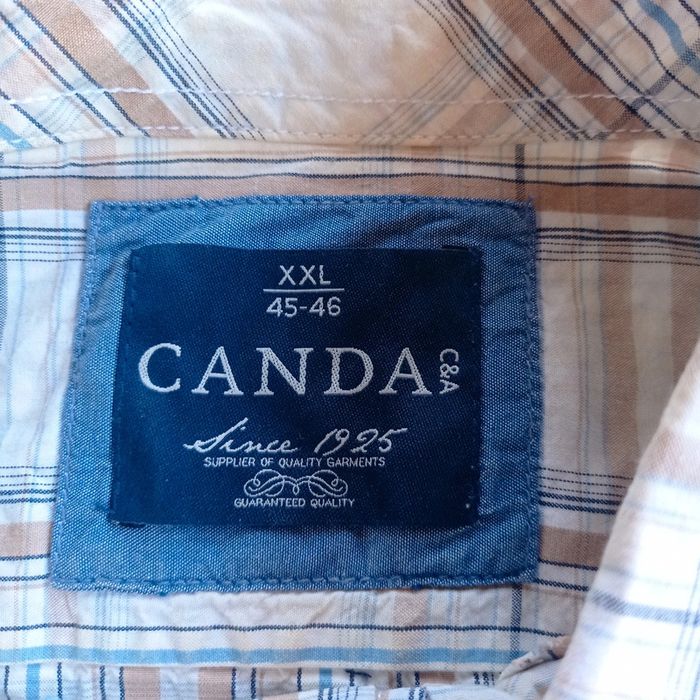 XXL
45-46
CANDA
C&A
Since 1925
SUPPLIER OF QUALITY GARMENTS
GUARANTEED QUALITY